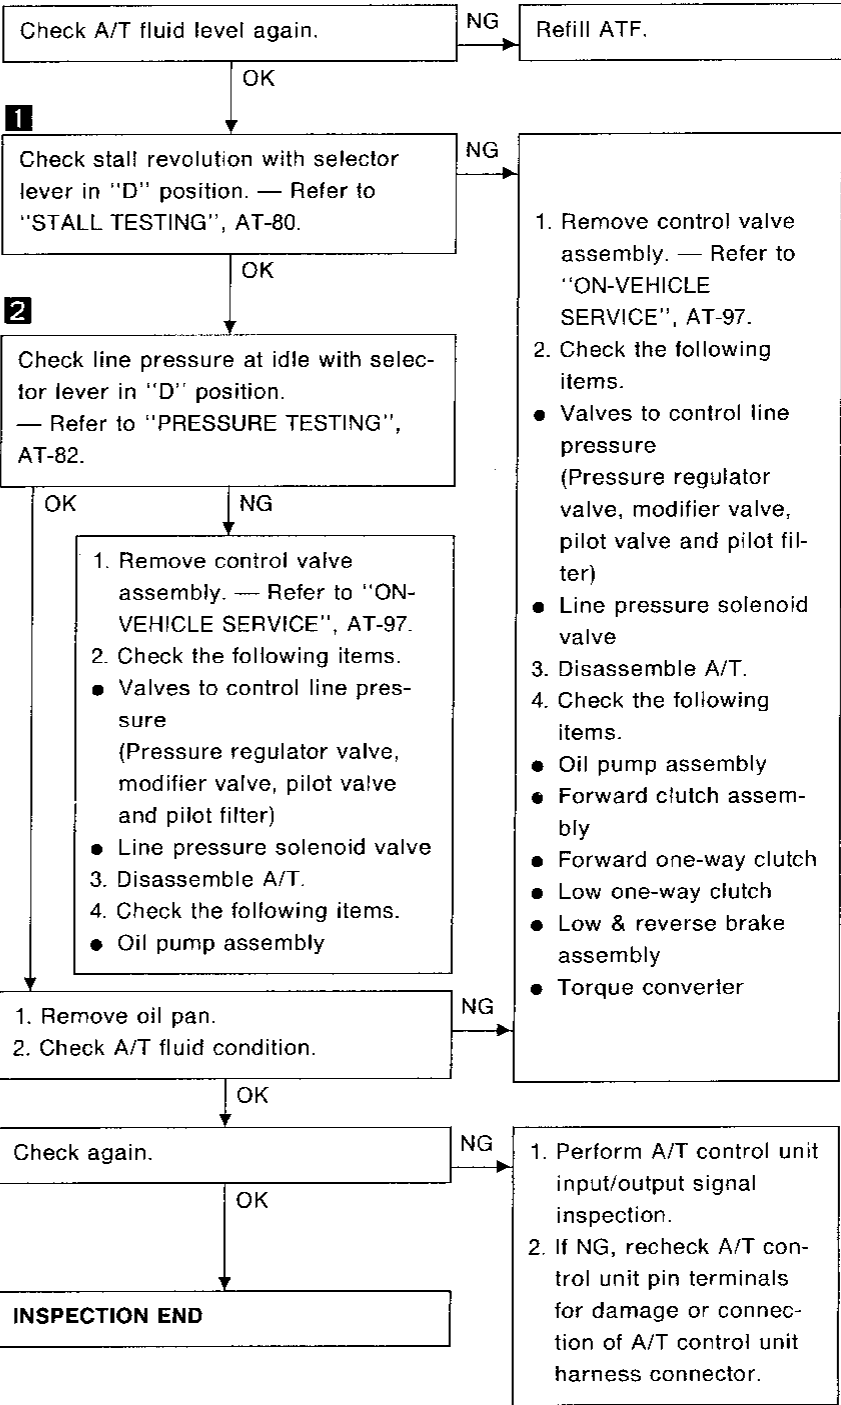 Check A/T fluid level again.
NG
Refill ATF.
OK
1
Check stall revolution with selector
lever in "D" position. — Refer to
"STALL TESTING", AT-80.
NG
1. Remove control valve
assembly. — Refer to
"ON-VEHICLE
SERVICE", AT-97.
2. Check the following
items.
● Valves to control line
pressure
(Pressure regulator
valve, modifier valve,
pilot valve and pilot fil-
ter)
● Line pressure solenoid
valve
3. Disassemble A/T.
4. Check the following
items.
● Oil pump assembly
● Forward clutch assem-
bly
● Forward one-way clutch
● Low one-way clutch
● Low & reverse brake
assembly
● Torque converter
OK
2
Check line pressure at idle with selec-
tor lever in "D" position.
— Refer to "PRESSURE TESTING",
AT-82.
OK
NG
1. Remove control valve
assembly. — Refer to "ON-
VEHICLE SERVICE", AT-97.
2. Check the following items.
● Valves to control line pres-
sure
(Pressure regulator valve,
modifier valve, pilot valve
and pilot filter)
● Line pressure solenoid valve
3. Disassemble A/T.
4. Check the following items.
● Oil pump assembly
1. Remove oil pan.
2. Check A/T fluid condition.
NG
OK
Check again.
NG
1. Perform A/T control unit
input/output signal
inspection.
2. If NG, recheck A/T con-
trol unit pin terminals
for damage or connec-
tion of A/T control unit
harness connector.
OK
INSPECTION END